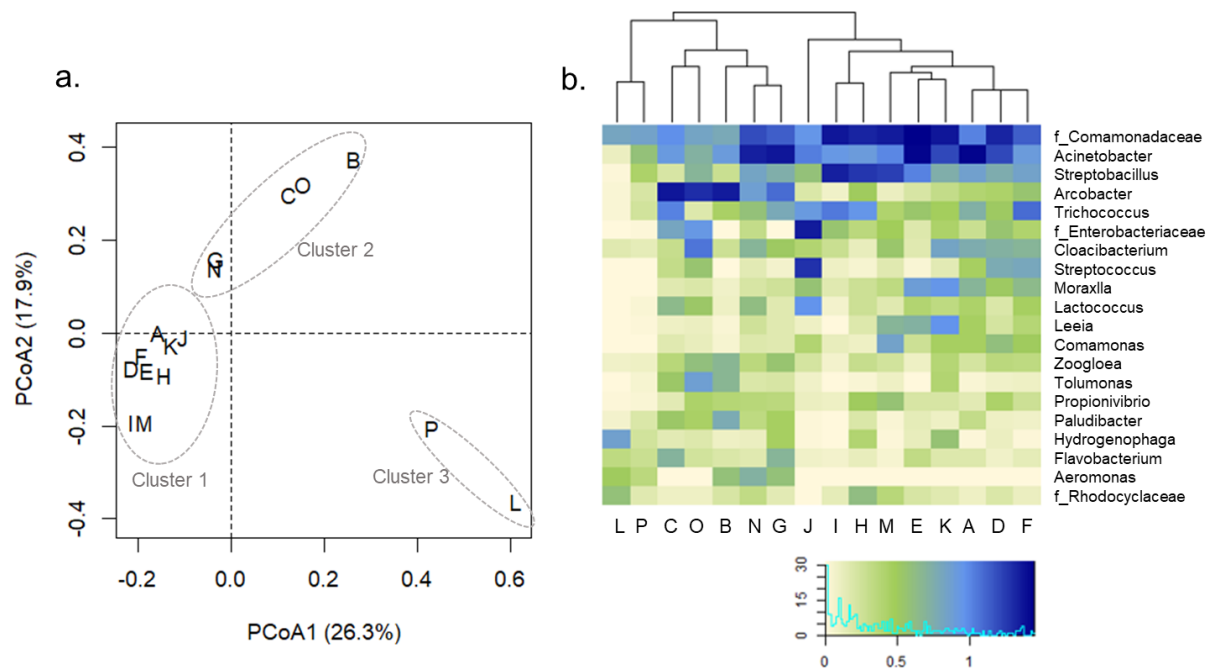 a.
PCoA2 (17.9%)
0.4
0.2
0.0
-0.2
-0.4
B
C O
Cluster 2
G
N
A
J
K
F
D E H
I M
Cluster 1
P
Cluster 3
L
-0.2 0.0 0.2 0.4 0.6
PCoA1 (26.3%)
b.
f_Comamonadaceae
Acinetobacter
Streptobacillus
Arcobacter
Trichococcus
f_Enterobacteriaceae
Cloacibacterium
Streptococcus
Moraxlla
Lactococcus
Leeia
Comamonas
Zoogloea
Tolumonas
Propionivibrio
Paludibacter
Hydrogenophaga
Flavobacterium
Aeromonas
f_Rhodocyclaceae
L P C O B N G J I H M E K A D F
30
15
0
0 0.5 1